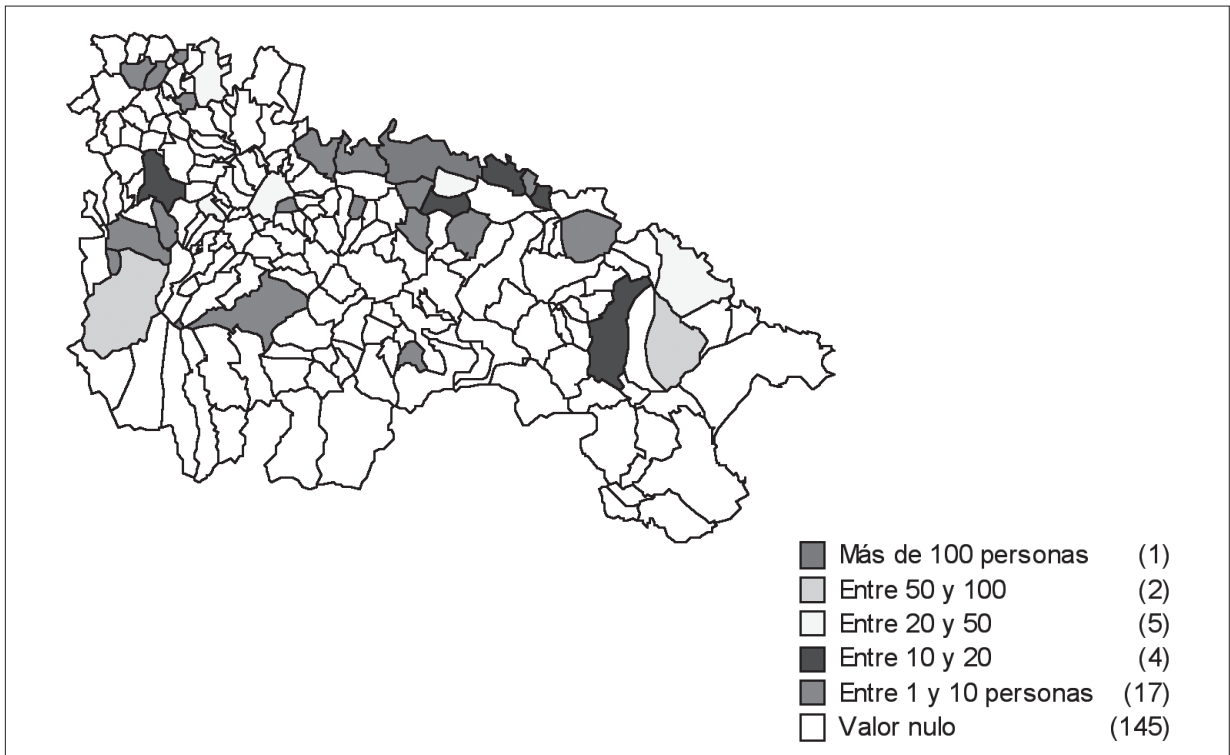 Más de 100 personas (1)
Entre 50 y 100 (2)
Entre 20 y 50 (5)
Entre 10 y 20 (4)
Entre 1 y 10 personas (17)
Valor nulo (145)